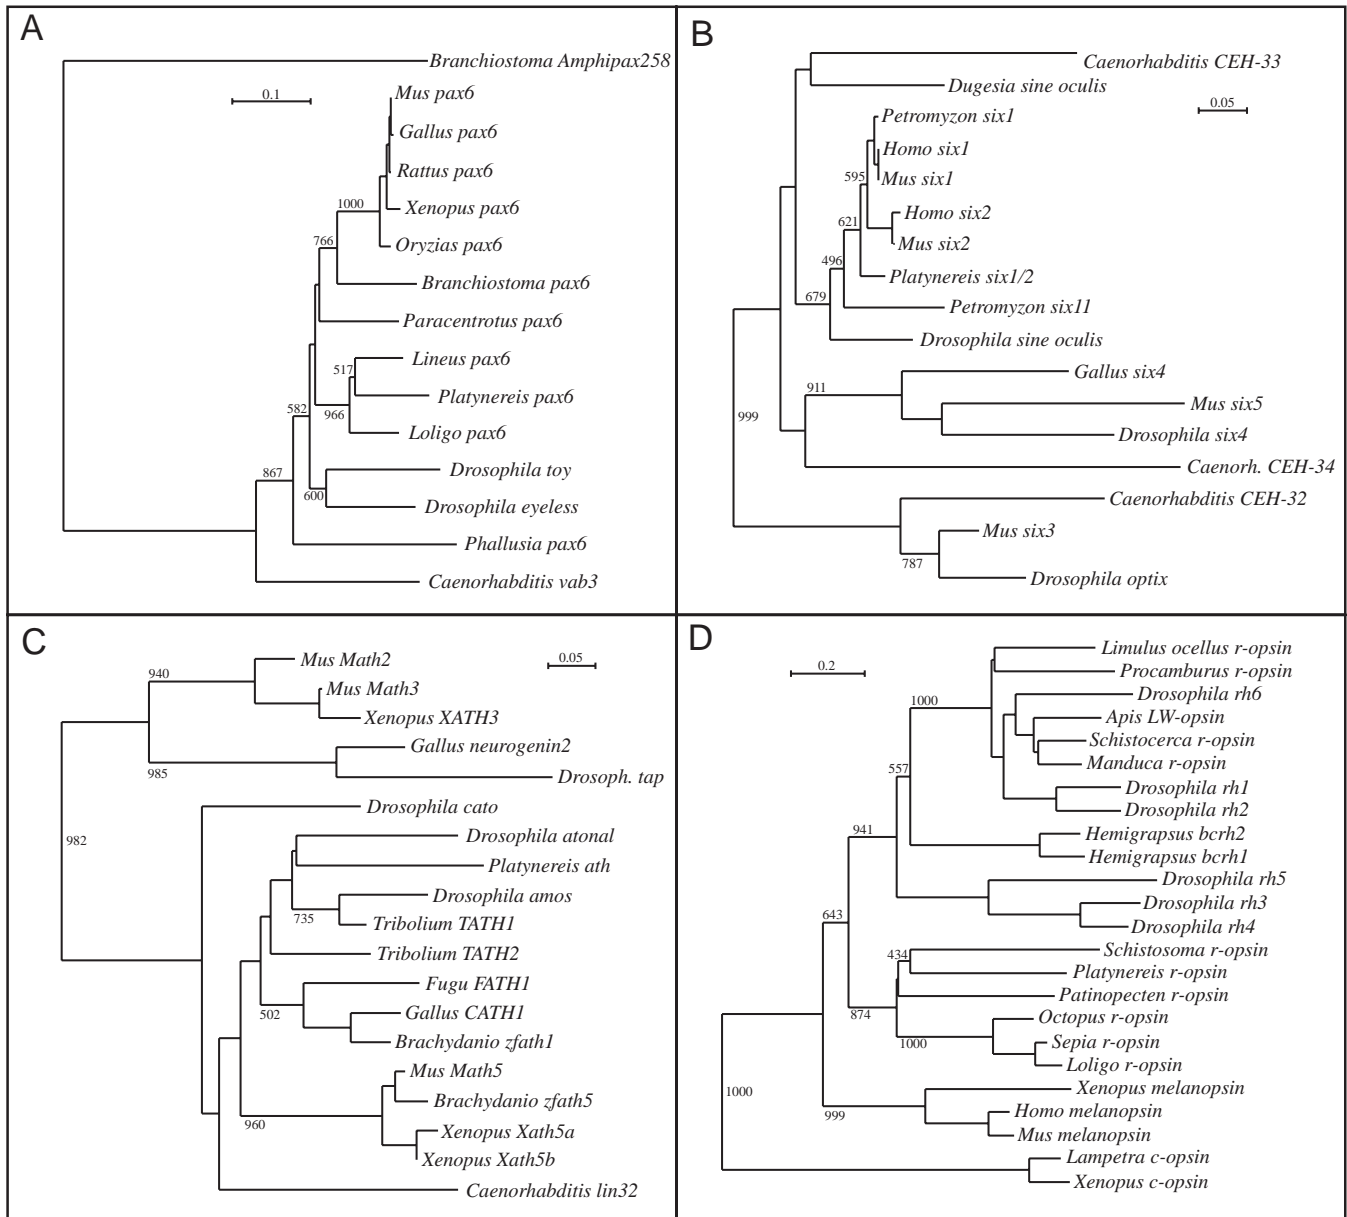 A
Branchiostoma Amphipax258
0.1
Mus pax6
Gallus pax6
Rattus pax6
1000
Xenopus pax6
766
Oryzias pax6
Branchiostoma pax6
Paracentrotus pax6
Lineus pax6
517
Platynereis pax6
582
966
Loligo pax6
867
Drosophila toy
600
Drosophila eyeless
Phallusia pax6
Caenorhabditis vab3
B
Caenorhabditis CEH-33
Dugesia sine oculis
0.05
Petromyzon six1
Homo six1
595
Mus six1
Homo six2
621
Mus six2
496
Platynereis six1/2
679
Petromyzon six11
Drosophila sine oculis
Gallus six4
911
Mus six5
999
Drosophila six4
Caenorh. CEH-34
Caenorhabditis CEH-32
Mus six3
787
Drosophila optix
C
Mus Math2
0.05
940
Mus Math3
Xenopus XATH3
Gallus neurogenin2
985
Drosoph. tap
Drosophila cato
982
Drosophila atonal
Platynereis ath
Drosophila amos
735
Tribolium TATH1
Tribolium TATH2
Fugu FATH1
502
Gallus CATH1
Brachydanio zfath1
Mus Math5
Brachydanio zfath5
960
Xenopus Xath5a
Xenopus Xath5b
Caenorhabditis lin32
D
Limulus ocellus r-opsin
0.2
Procamburus r-opsin
1000
Drosophila rh6
Apis LW-opsin
Schistocerca r-opsin
557
Manduca r-opsin
Drosophila rh1
Drosophila rh2
941
Hemigrapsus bcrh2
Hemigrapsus bcrh1
Drosophila rh5
643
Drosophila rh3
Drosophila rh4
434
Schistosoma r-opsin
Platynereis r-opsin
874
Patinopecten r-opsin
Octopus r-opsin
1000
Sepia r-opsin
Loligo r-opsin
1000
Xenopus melanopsin
999
Homo melanopsin
Mus melanopsin
Lampetra c-opsin
Xenopus c-opsin